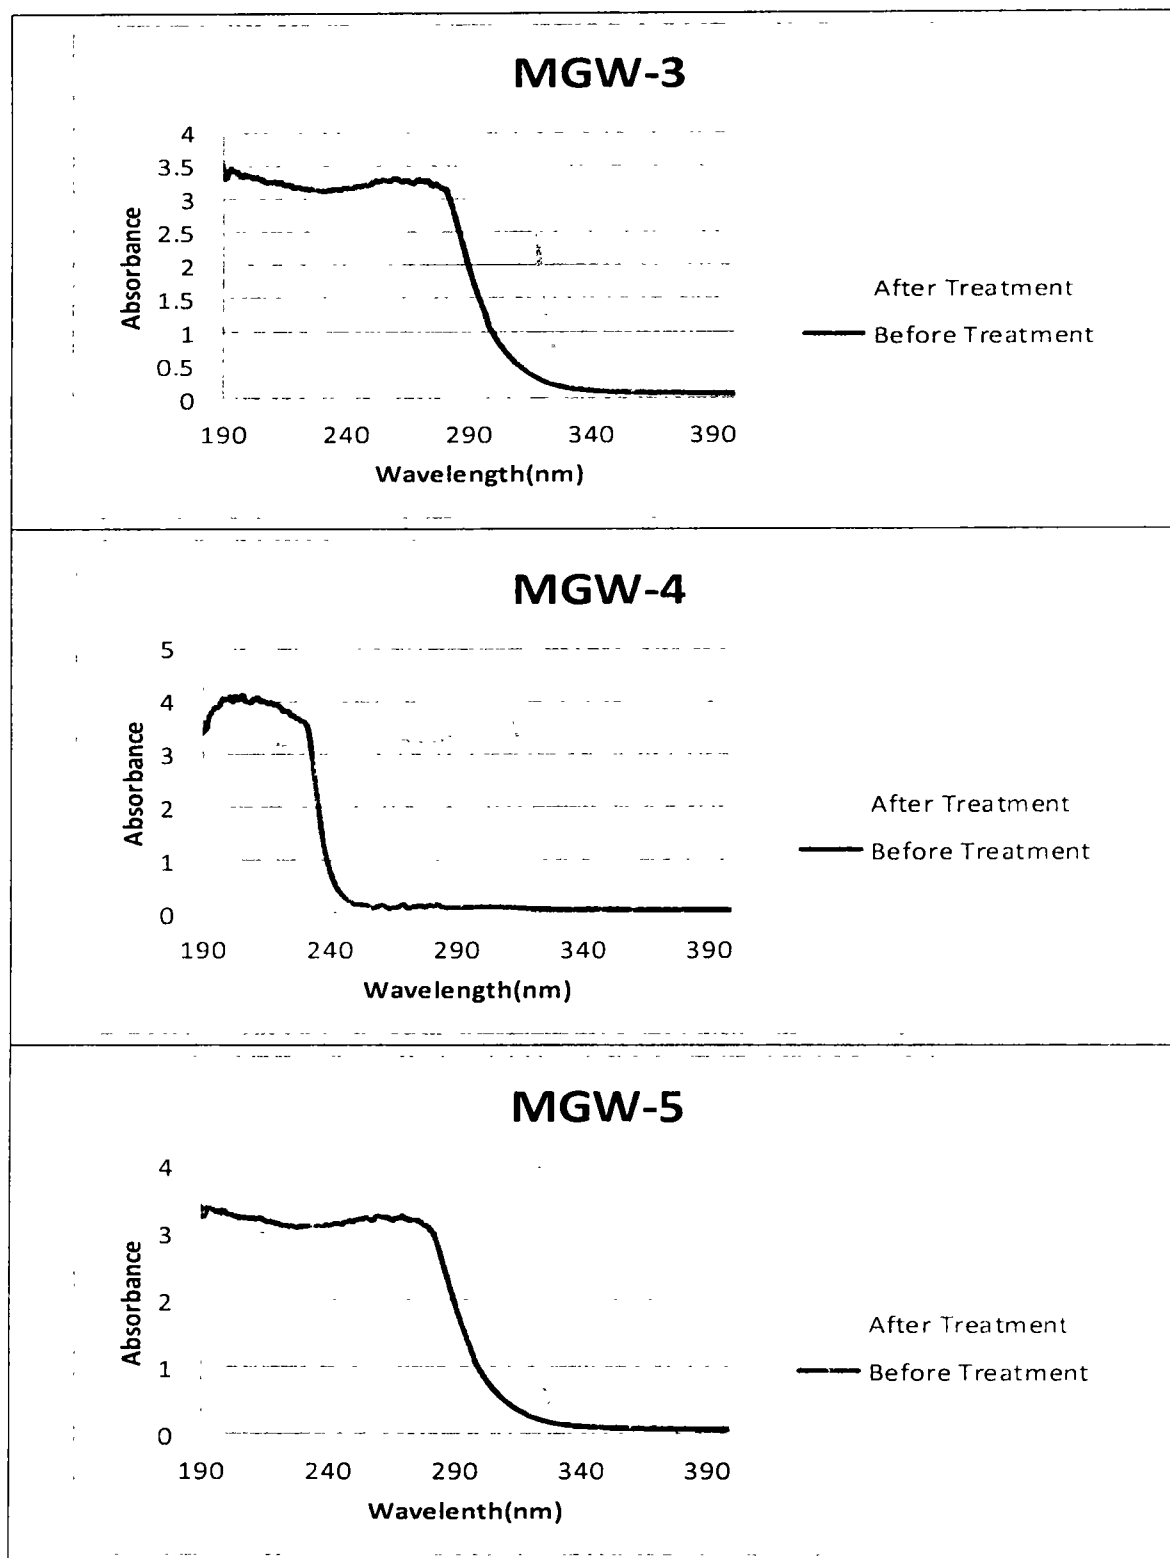 MGW-3
4
3.5
3
2.5
2
1.5
1
0.5
0
Absorbance
190 240 290 340 390
Wavelength(nm)
After Treatment
Before Treatment
MGW-4
5
4
3
2
1
0
Absorbance
190 240 290 340 390
Wavelength(nm)
After Treatment
Before Treatment
MGW-5
4
3
2
1
0
Absorbance
190 240 290 340 390
Wavelenth(nm)
After Treatment
Before Treatment